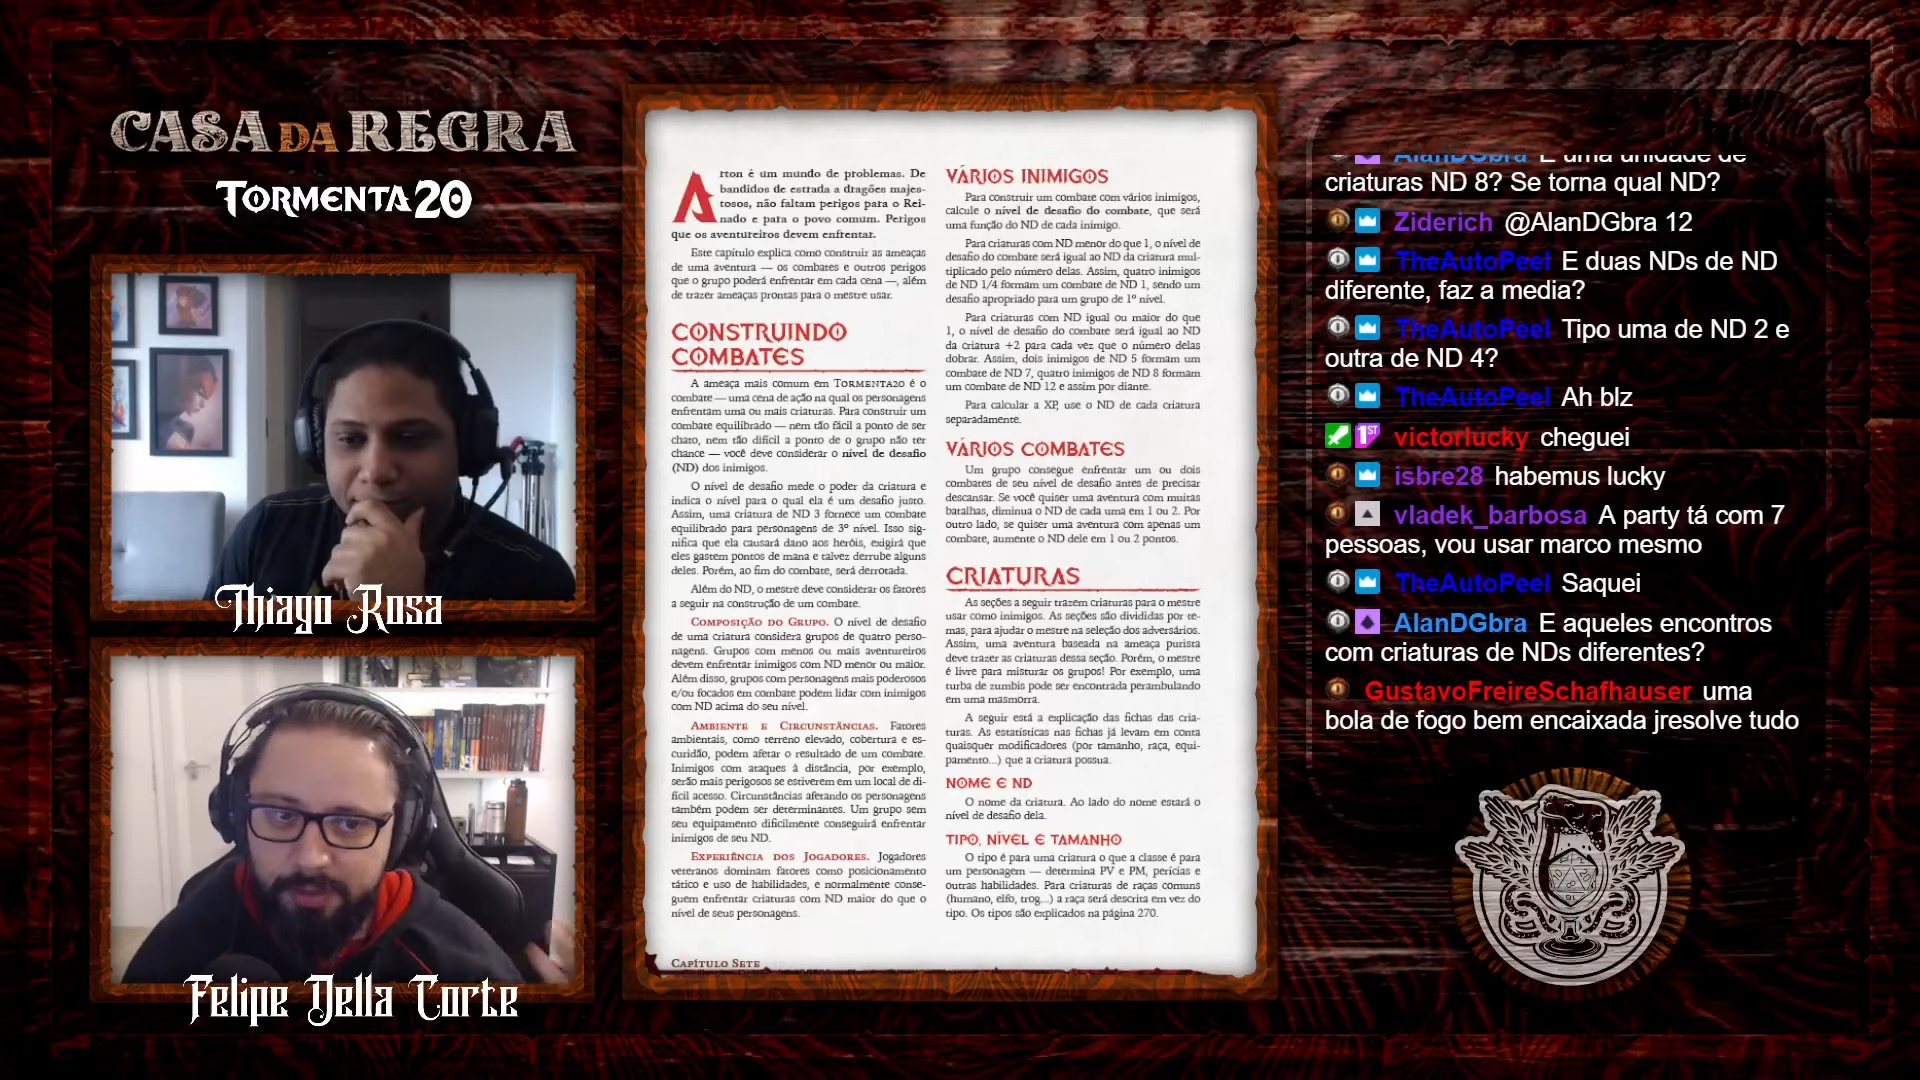 CASA DA REGRA
TORMENTA20
Thiago Rosa
Felipe Della Corte
Arton é um mundo de problemas. De
bandidos de estrada a dragões majes-
tosos, não faltam perigos para o Rei-
nado e para o povo comum. Perigos
que os aventureiros devem enfrentar.
Este capítulo explica como construir as ameaças
de uma aventura — os combates e outros perigos
que o grupo poderá enfrentar em cada cena —, além
de trazer ameaças prontas para o mestre usar.
CONSTRUINDO
COMBATES
A ameaça mais comum em TORMENTA20 é o
combate — uma cena de ação na qual os personagens
enfrentam uma ou mais criaturas. Para construir um
combate equilibrado — nem tão fácil a ponto de ser
chato, nem tão difícil a ponto de o grupo não ter
chance — você deve considerar o nível de desafio
(ND) dos inimigos.
O nível de desafio mede o poder da criatura e
indica o nível para o qual ela é um desafio justo.
Assim, uma criatura de ND 3 fornece um combate
equilibrado para personagens de 3º nível. Isso sig-
nifica que ela causará dano aos heróis, exigirá que
eles gastem pontos de mana e talvez derrube alguns
deles. Porém, ao fim do combate, será derrotada.
Além do ND, o mestre deve considerar os fatores
a seguir na construção de um combate.
COMPOSIÇÃO DO GRUPO. O nível de desafio
de uma criatura considera grupos de quatro perso-
nagens. Grupos com menos ou mais aventureiros
devem enfrentar inimigos com ND menor ou maior.
Além disso, grupos com personagens mais poderosos
e/ou focados em combate podem lidar com inimigos
com ND acima do seu nível.
AMBIENTE E CIRCUNSTÂNCIAS. Fatores
ambientais, como terreno elevado, cobertura e es-
curidão, podem afetar o resultado de um combate.
Inimigos com ataques à distância, por exemplo,
serão mais perigosos se estiverem em um local de di-
fícil acesso. Circunstâncias afetando os personagens
também podem ser determinantes. Um grupo sem
seu equipamento dificilmente conseguirá enfrentar
inimigos de seu ND.
EXPERIÊNCIA DOS JOGADORES. Jogadores
veteranos dominam fatores como posicionamento
tático e uso de habilidades, e normalmente conse-
guem enfrentar criaturas com ND maior do que o
nível de seus personagens.
CAPÍTULO SETE
VÁRIOS INIMIGOS
Para construir um combate com vários inimigos,
calcule o nível de desafio do combate, que será
uma função do ND de cada inimigo.
Para criaturas com ND menor do que 1, o nível de
desafio do combate será igual ao ND da criatura mul-
tiplicado pelo número delas. Assim, quatro inimigos
de ND 1/4 formam um combate de ND 1, sendo um
desafio apropriado para um grupo de 1º nível.
Para criaturas com ND igual ou maior do que
1, o nível de desafio do combate será igual ao ND
da criatura +2 para cada vez que o número delas
dobrar. Assim, dois inimigos de ND 5 formam um
combate de ND 7, quatro inimigos de ND 8 formam
um combate de ND 12 e assim por diante.
Para calcular a XP, use o ND de cada criatura
separadamente.
VÁRIOS COMBATES
Um grupo consegue enfrentar um ou dois
combates de seu nível de desafio antes de precisar
descansar. Se você quiser uma aventura com muitas
batalhas, diminua o ND de cada uma em 1 ou 2. Por
outro lado, se quiser uma aventura com apenas um
combate, aumente o ND dele em 1 ou 2 pontos.
CRIATURAS
As seções a seguir trazem criaturas para o mestre
usar como inimigos. As seções são divididas por te-
mas, para ajudar o mestre na seleção dos adversários.
Assim, uma aventura baseada na ameaça purista
deve trazer as criaturas dessa seção. Porém, o mestre
é livre para misturar os grupos! Por exemplo, uma
turba de zumbis pode ser encontrada perambulando
em uma masmorra.
A seguir está a explicação das fichas das cria-
turas. As estatísticas nas fichas já levam em conta
quaisquer modificadores (por tamanho, raça, equi-
pamento...) que a criatura possua.
NOME E ND
O nome da criatura. Ao lado do nome estará o
nível de desafio dela.
TIPO, NÍVEL E TAMANHO
O tipo é para uma criatura o que a classe é para
um personagem — determina PV e PM, perícias e
outras habilidades. Para criaturas de raças comuns
(humano, elfo, trog...) a raça será descrita em vez do
tipo. Os tipos são explicados na página 270.
AlanDGbra E uma unidade de
criaturas ND 8? Se torna qual ND?
Ziderich @AlanDGbra 12
TheAutoPeel E duas NDs de ND
diferente, faz a media?
TheAutoPeel Tipo uma de ND 2 e
outra de ND 4?
TheAutoPeel Ah blz
1ST victorlucky cheguei
isbre28 habemus lucky
vladek_barbosa A party tá com 7
pessoas, vou usar marco mesmo
TheAutoPeel Saquei
AlanDGbra E aqueles encontros
com criaturas de NDs diferentes?
GustavoFreireSchafhauser uma
bola de fogo bem encaixada jresolve tudo